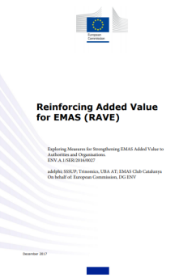 European
Commission
Reinforcing Added Value
for EMAS (RAVE)
Exploring Measures for Strengthening EMAS Added Value to
Authorities and Organisations
ENV.A.1/SER/2016/0027
adelphi; IHK/P; Trinomics, UBA AT; EMAS Club Catalunya
On behalf of: European Commission, DG ENV
December 2017